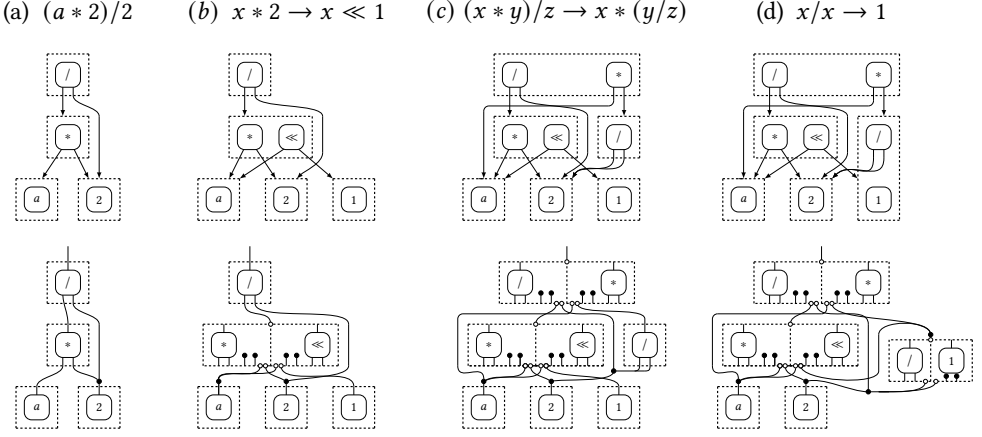 (a) (a * 2)/2 (b) x * 2 → x ≪ 1 (c) (x * y)/z → x * (y/z) (d) x/x → 1
/ / / * / *
* * ≪ * ≪ / * ≪ /
a 2 a 2 1 a 2 1 a 2 1
/ / / * / *
* * ≪ * ≪ / * ≪ / 1
a 2 a 2 1 a 2 1 a 2